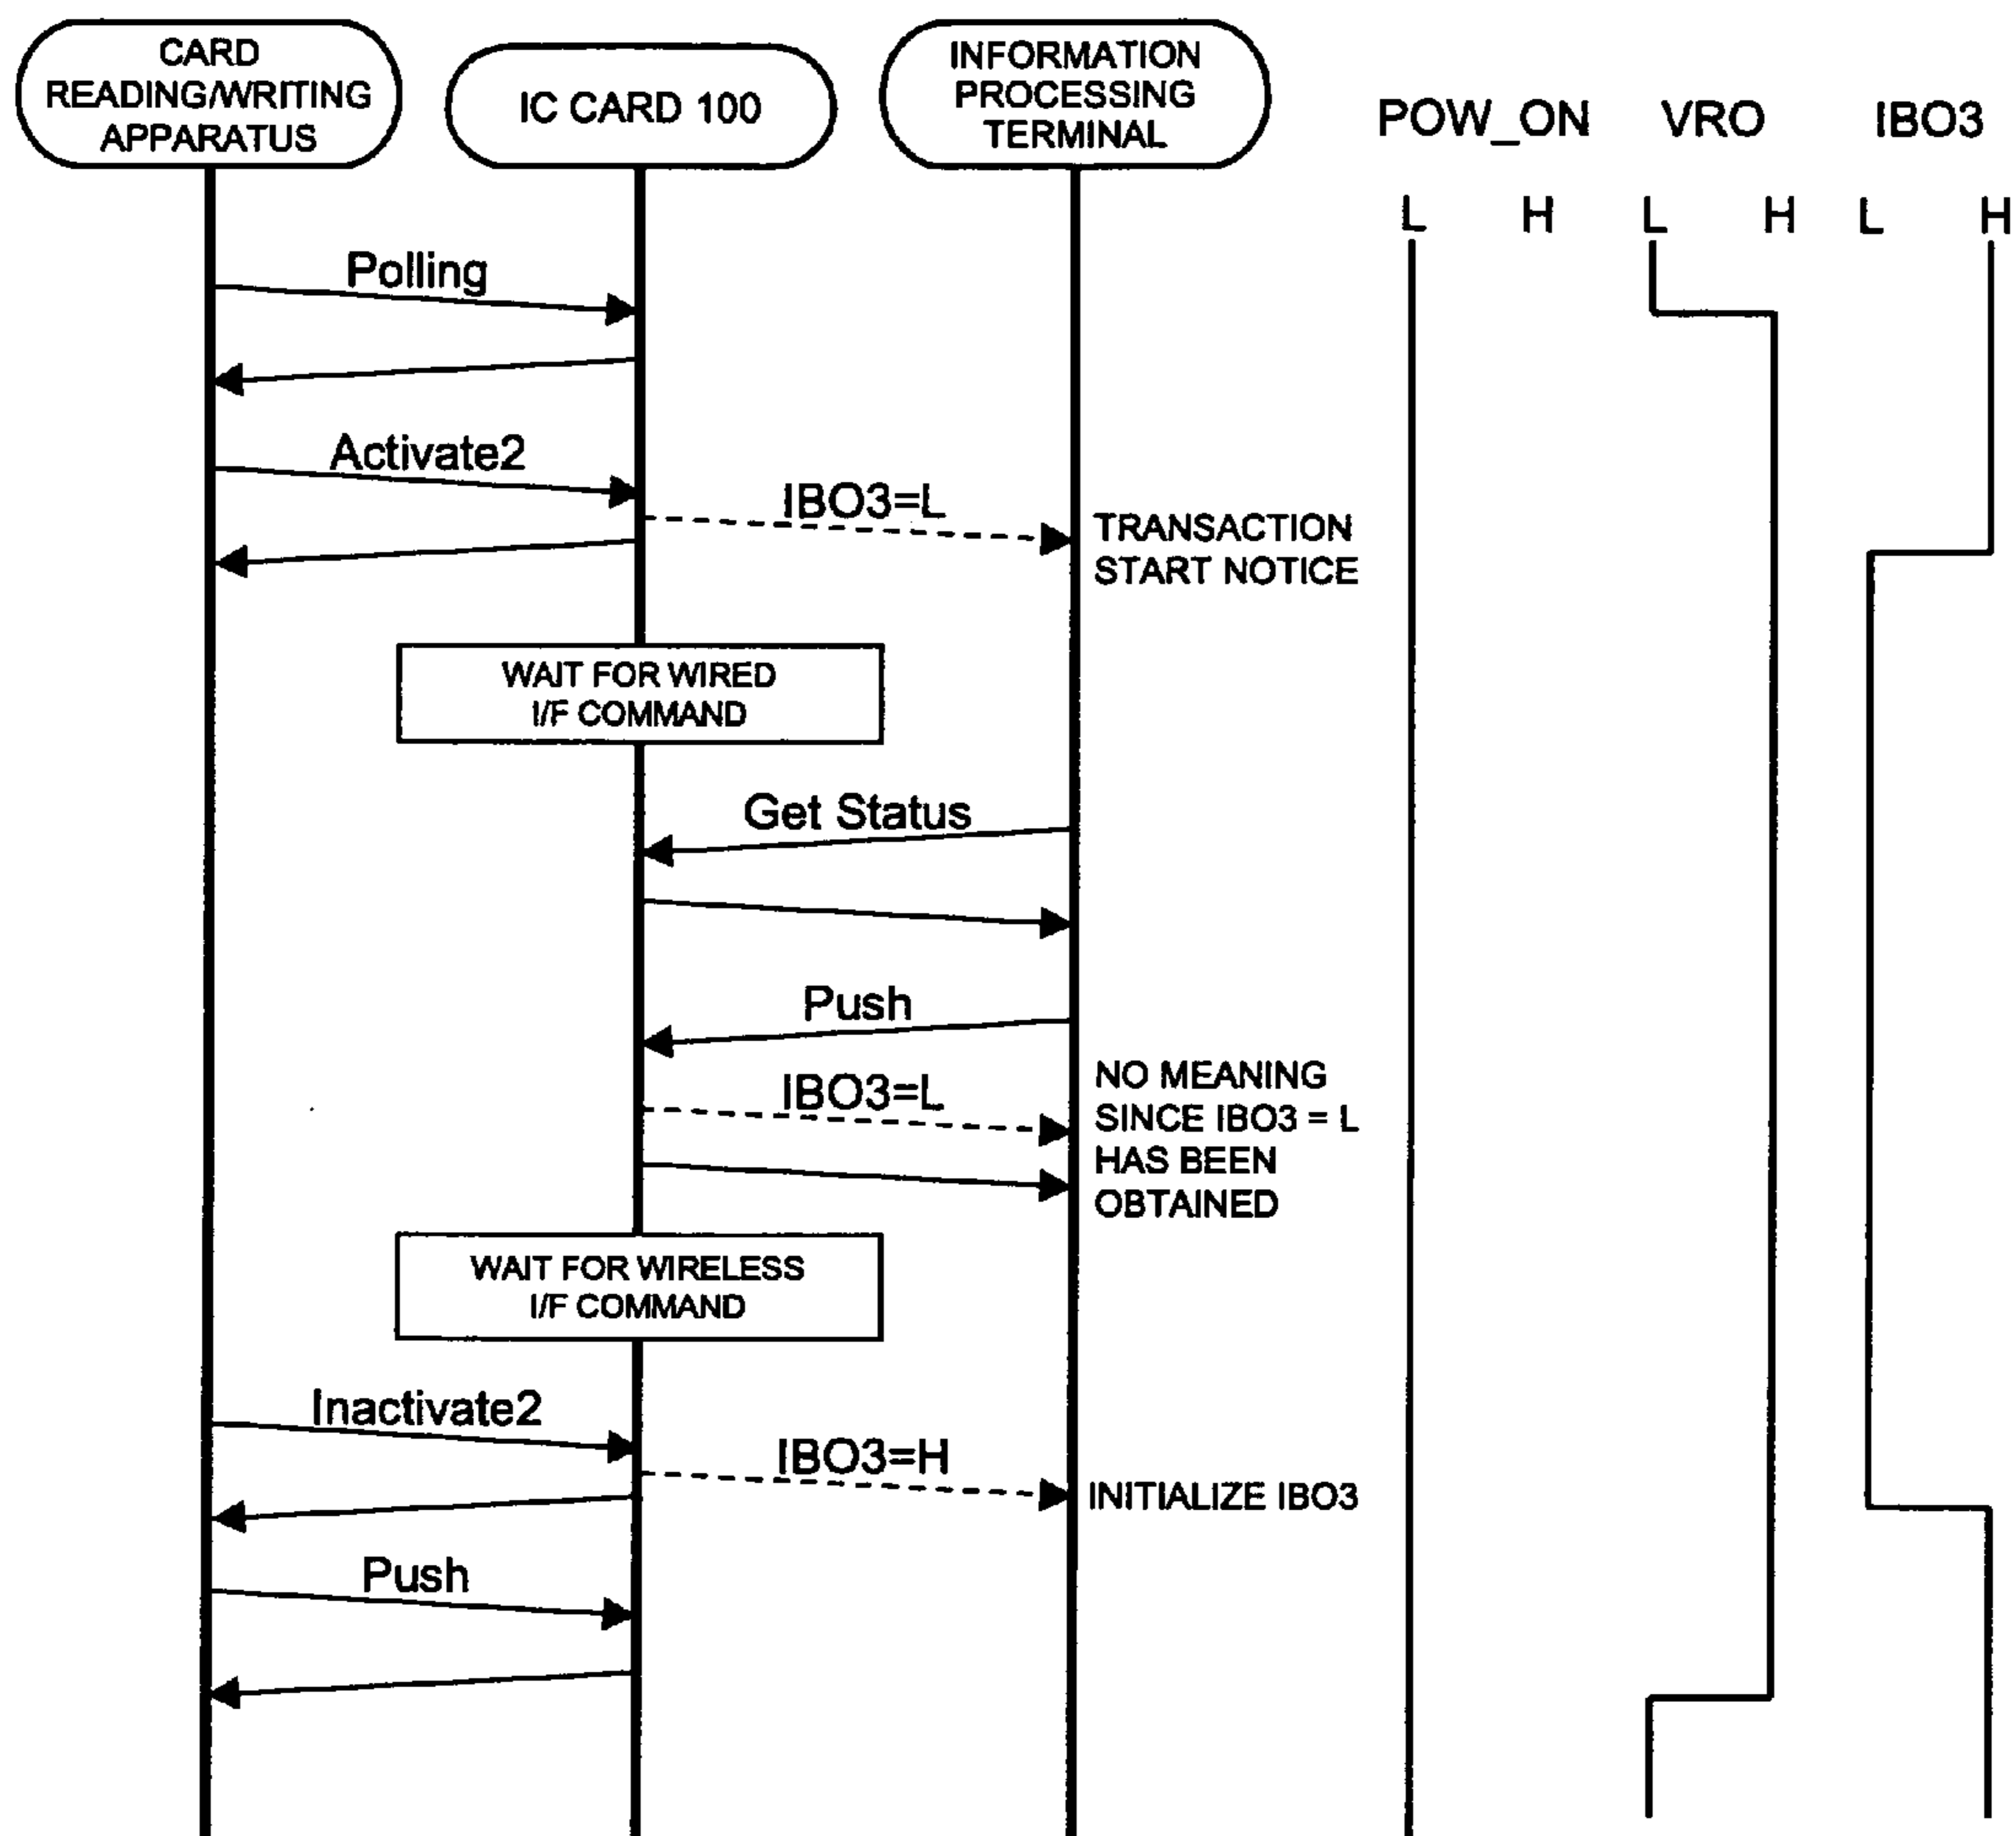 CARD
READING/WRITING
APPARATUS
IC CARD 100
INFORMATION
PROCESSING
TERMINAL
POW_ON
VRO
IBO3
L
H
L
H
L
H
Polling
Activate2
IBO3=L
TRANSACTION
START NOTICE
WAIT FOR WIRED
I/F COMMAND
Get Status
Push
IBO3=L
NO MEANING
SINCE IBO3 = L
HAS BEEN
OBTAINED
WAIT FOR WIRELESS
I/F COMMAND
Inactivate2
IBO3=H
INITIALIZE IBO3
Push